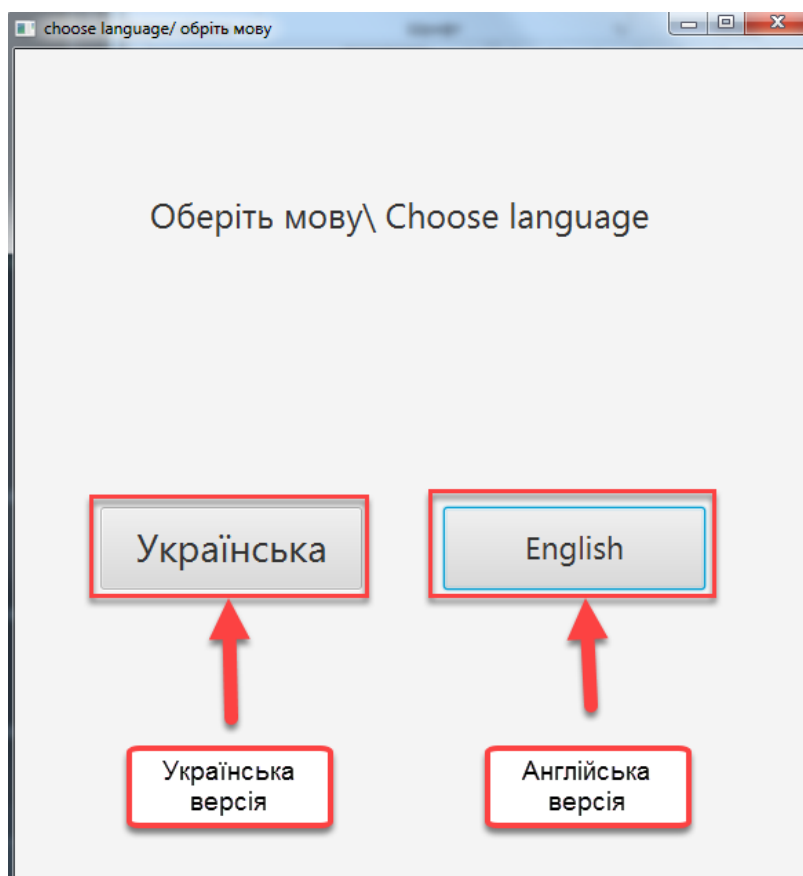 choose language/ обріть мову
Оберіть мову\ Choose language
Українська
English
Українська
версія
Англійська
версія